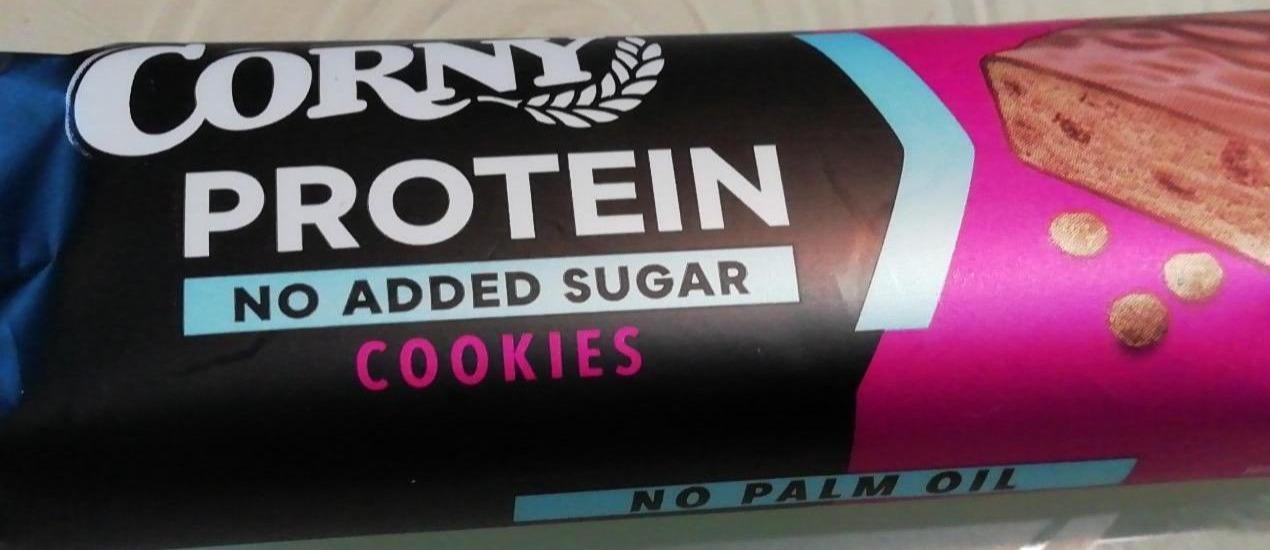 CORNY
PROTEIN
NO ADDED SUGAR
COOKIES
NO PALM OIL